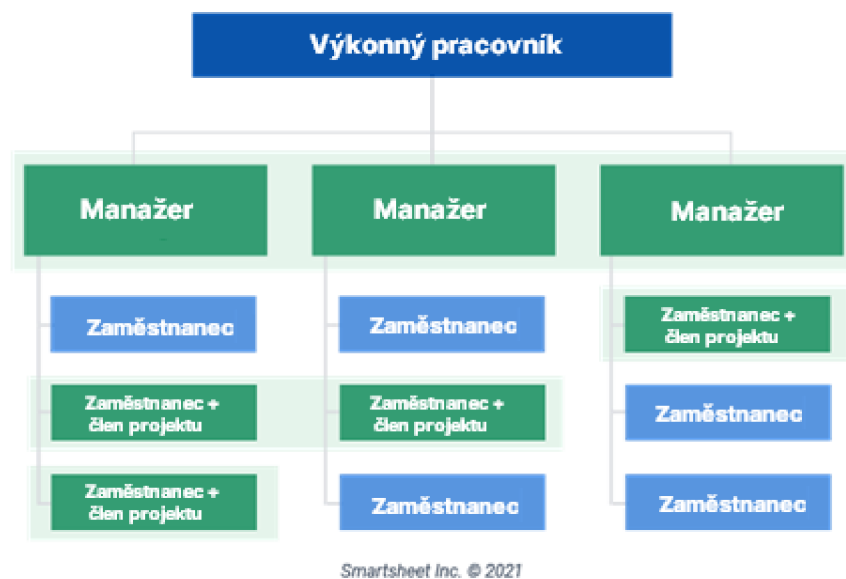 Výkonný pracovník
Manažer
Manažer
Manažer
Zaměstnanec
Zaměstnanec
Zaměstnanec +
člen projektu
Zaměstnanec +
člen projektu
Zaměstnanec +
člen projektu
Zaměstnanec
Zaměstnanec +
člen projektu
Zaměstnanec
Zaměstnanec
Smartsheet Inc. © 2021